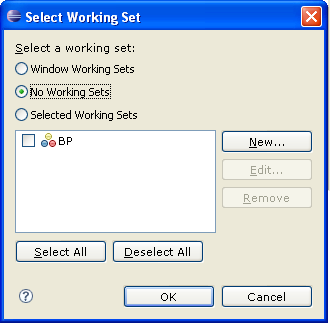 Select Working Set
Select a working set:
Window Working Sets
No Working Sets
Selected Working Sets
BP
New...
Edit...
Remove
Select All
Deselect All
?
OK
Cancel